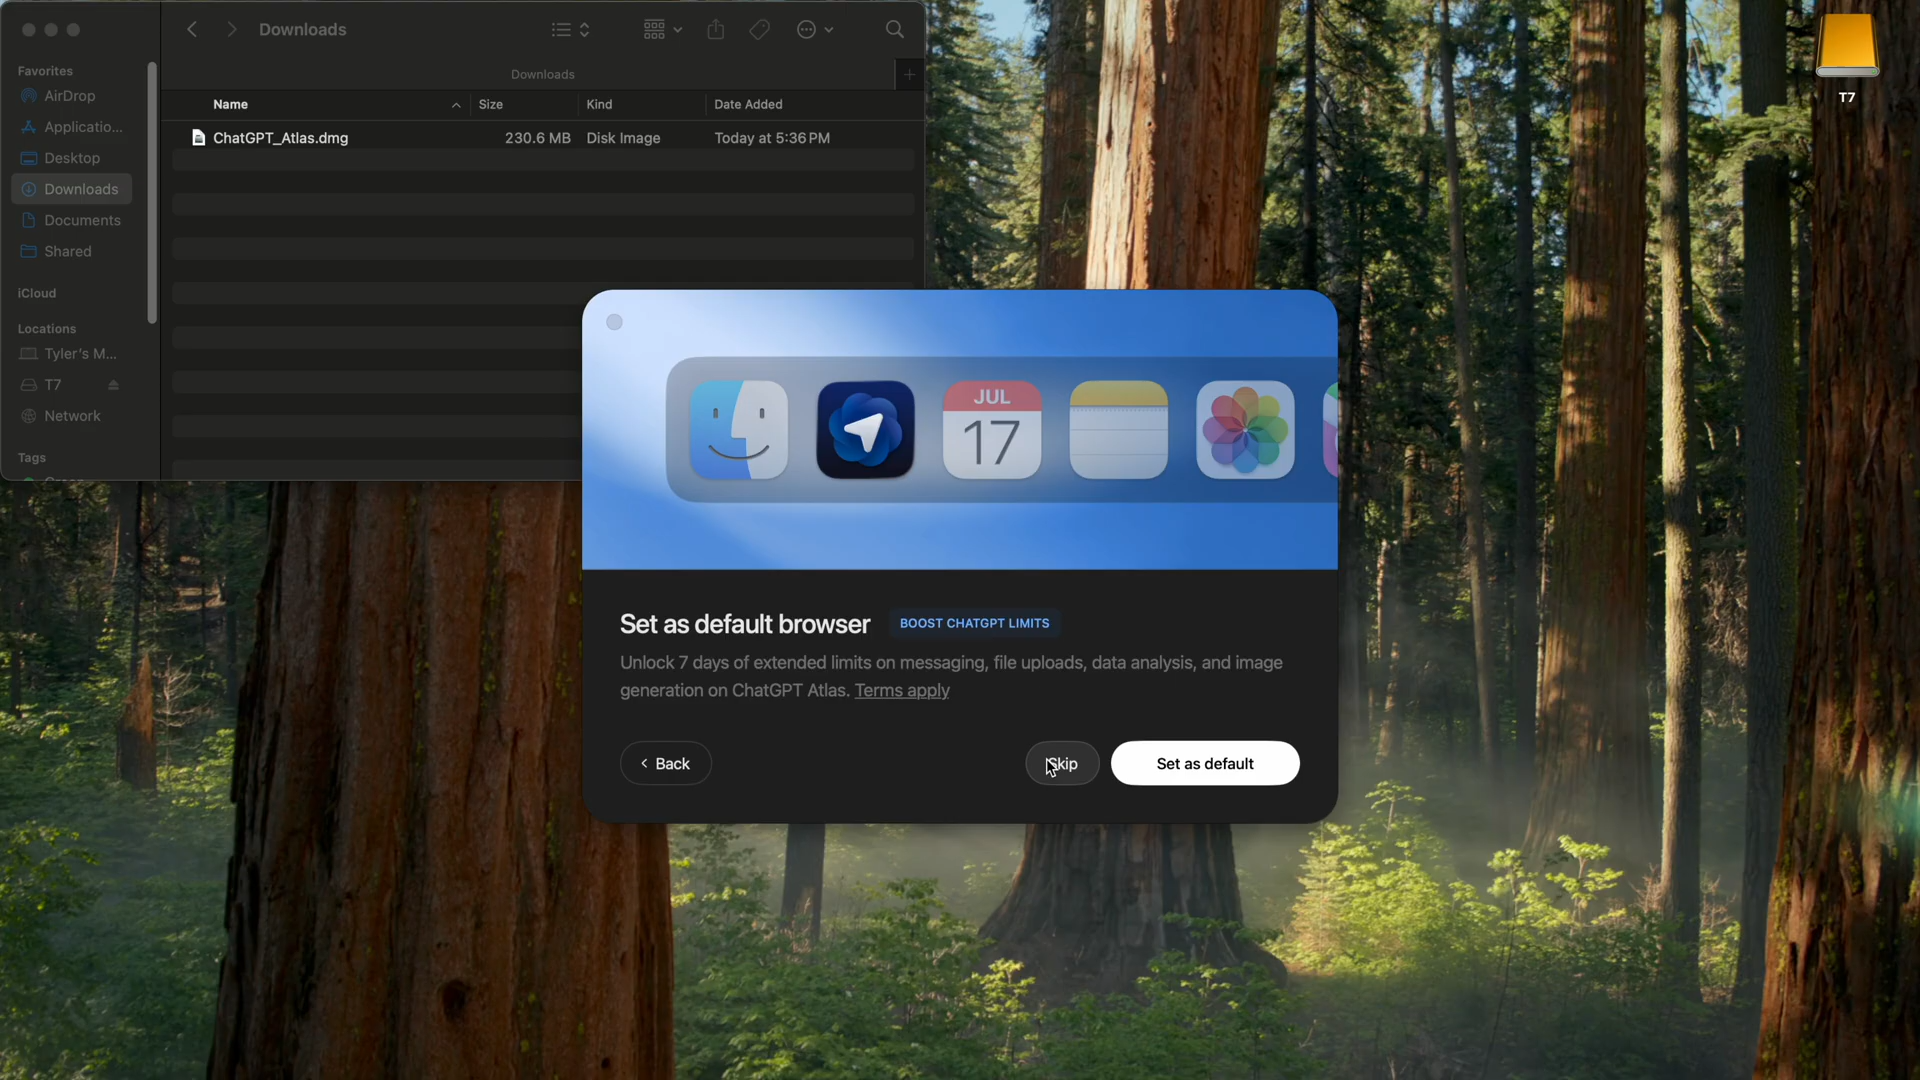 Downloads
Downloads
Favorites
AirDrop
Applicatio...
Desktop
Downloads
Documents
Shared
iCloud
Locations
Tyler's M...
T7
Network
Tags
Name Size Kind Date Added
ChatGPT_Atlas.dmg 230.6 MB Disk Image Today at 5:36 PM
T7
JUL
17
Set as default browser BOOST CHATGPT LIMITS
Unlock 7 days of extended limits on messaging, file uploads, data analysis, and image
generation on ChatGPT Atlas. Terms apply
Back Skip Set as default